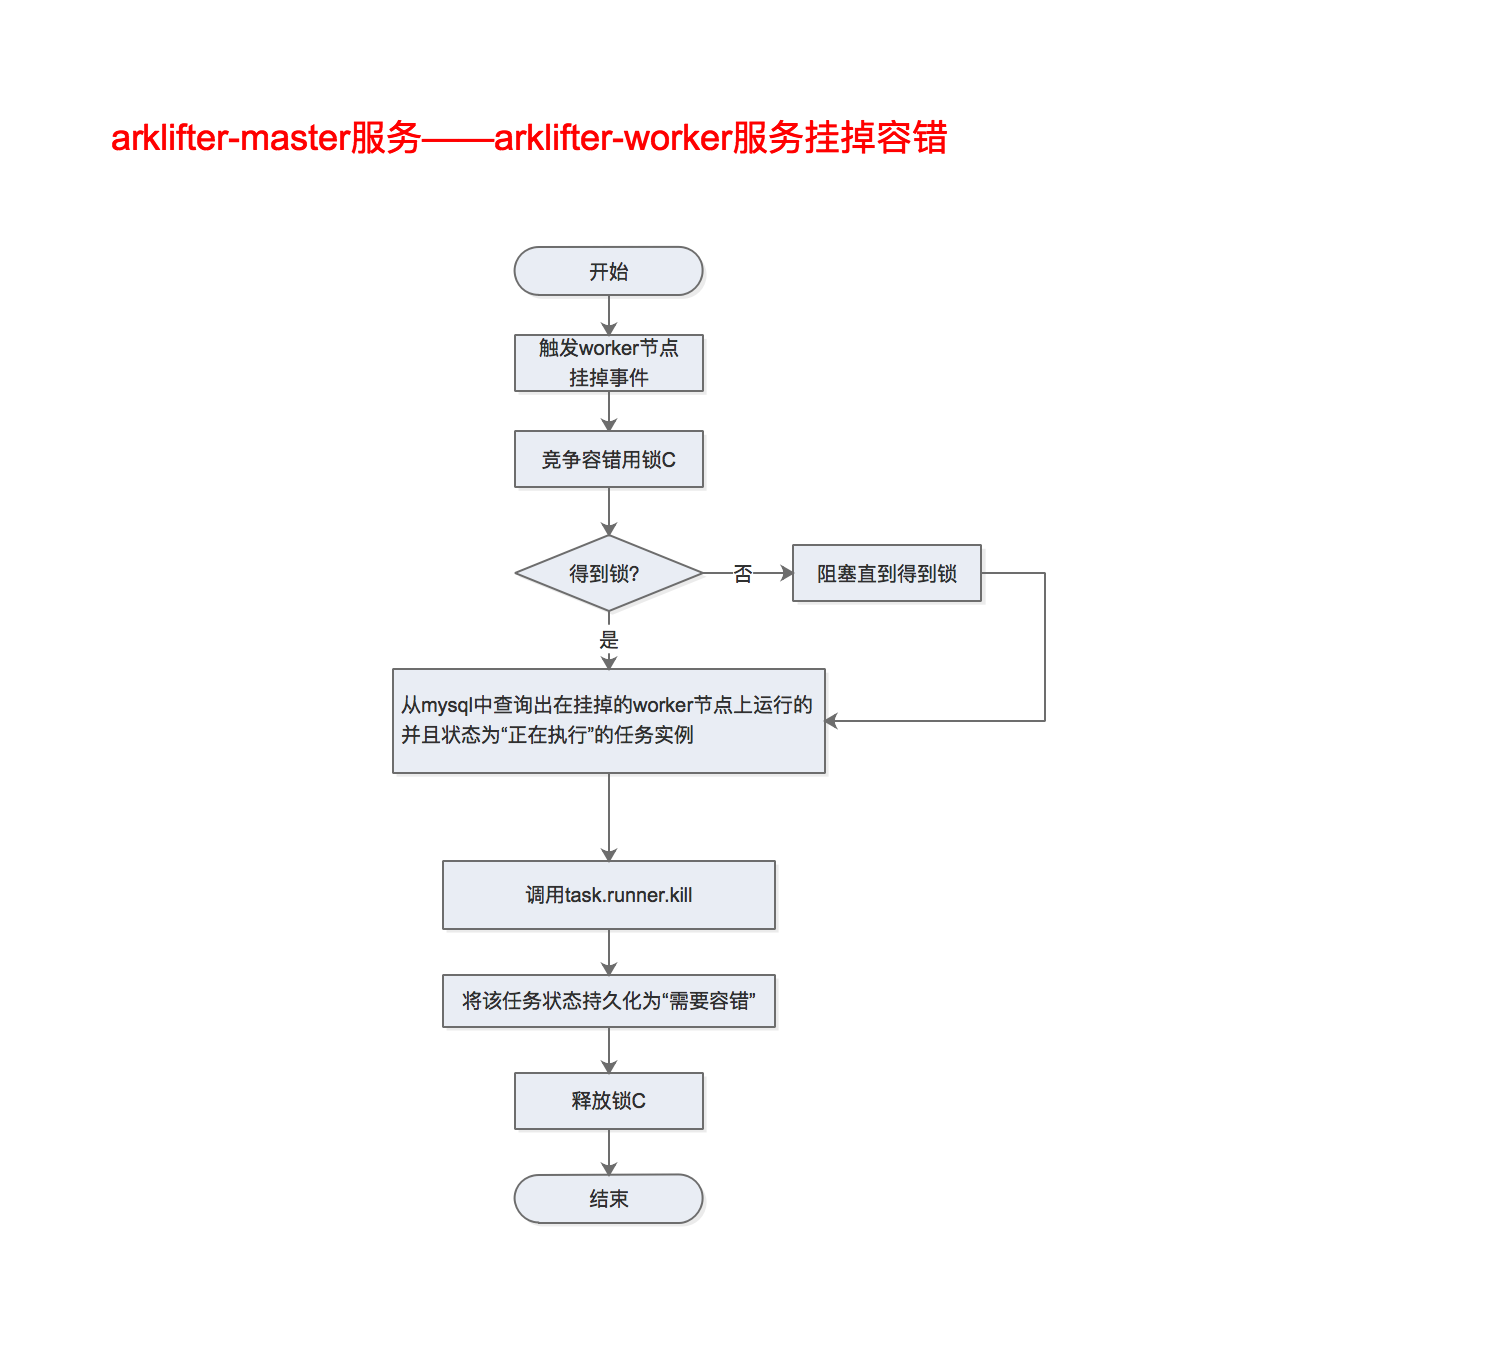 arklifter-master服务——arklifter-worker服务挂掉容错
开始
触发worker节点
挂掉事件
竞争容错用锁C
得到锁?
否
阻塞直到得到锁
是
从mysql中查询出在挂掉的worker节点上运行的
并且状态为“正在执行”的任务实例
调用task.runner.kill
将该任务状态持久化为“需要容错”
释放锁C
结束